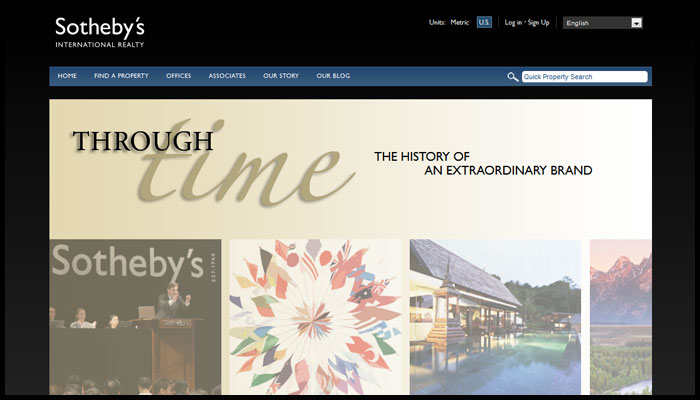 Sotheby's
INTERNATIONAL REALTY
Units: Metric U.S. Log in - Sign Up English
HOME FIND A PROPERTY OFFICES ASSOCIATES OUR STORY OUR BLOG Quick Property Search
THROUGH
time
THE HISTORY OF
AN EXTRAORDINARY BRAND
Sotheby's
EST. 1744